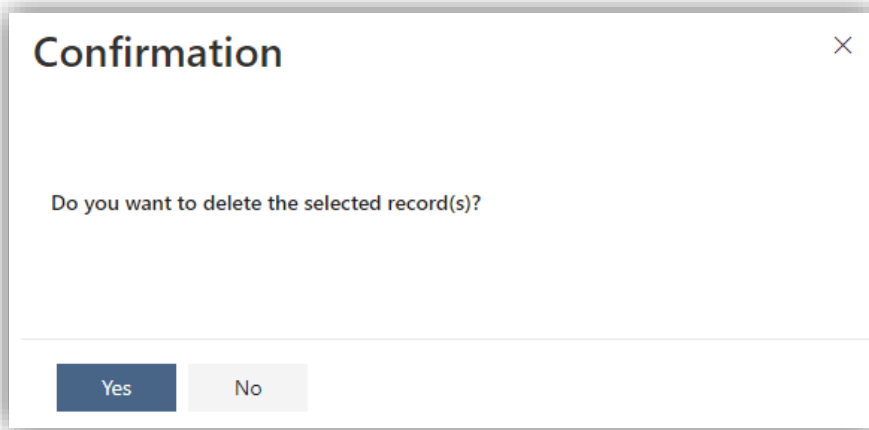 Confirmation
Do you want to delete the selected record(s)?
Yes No